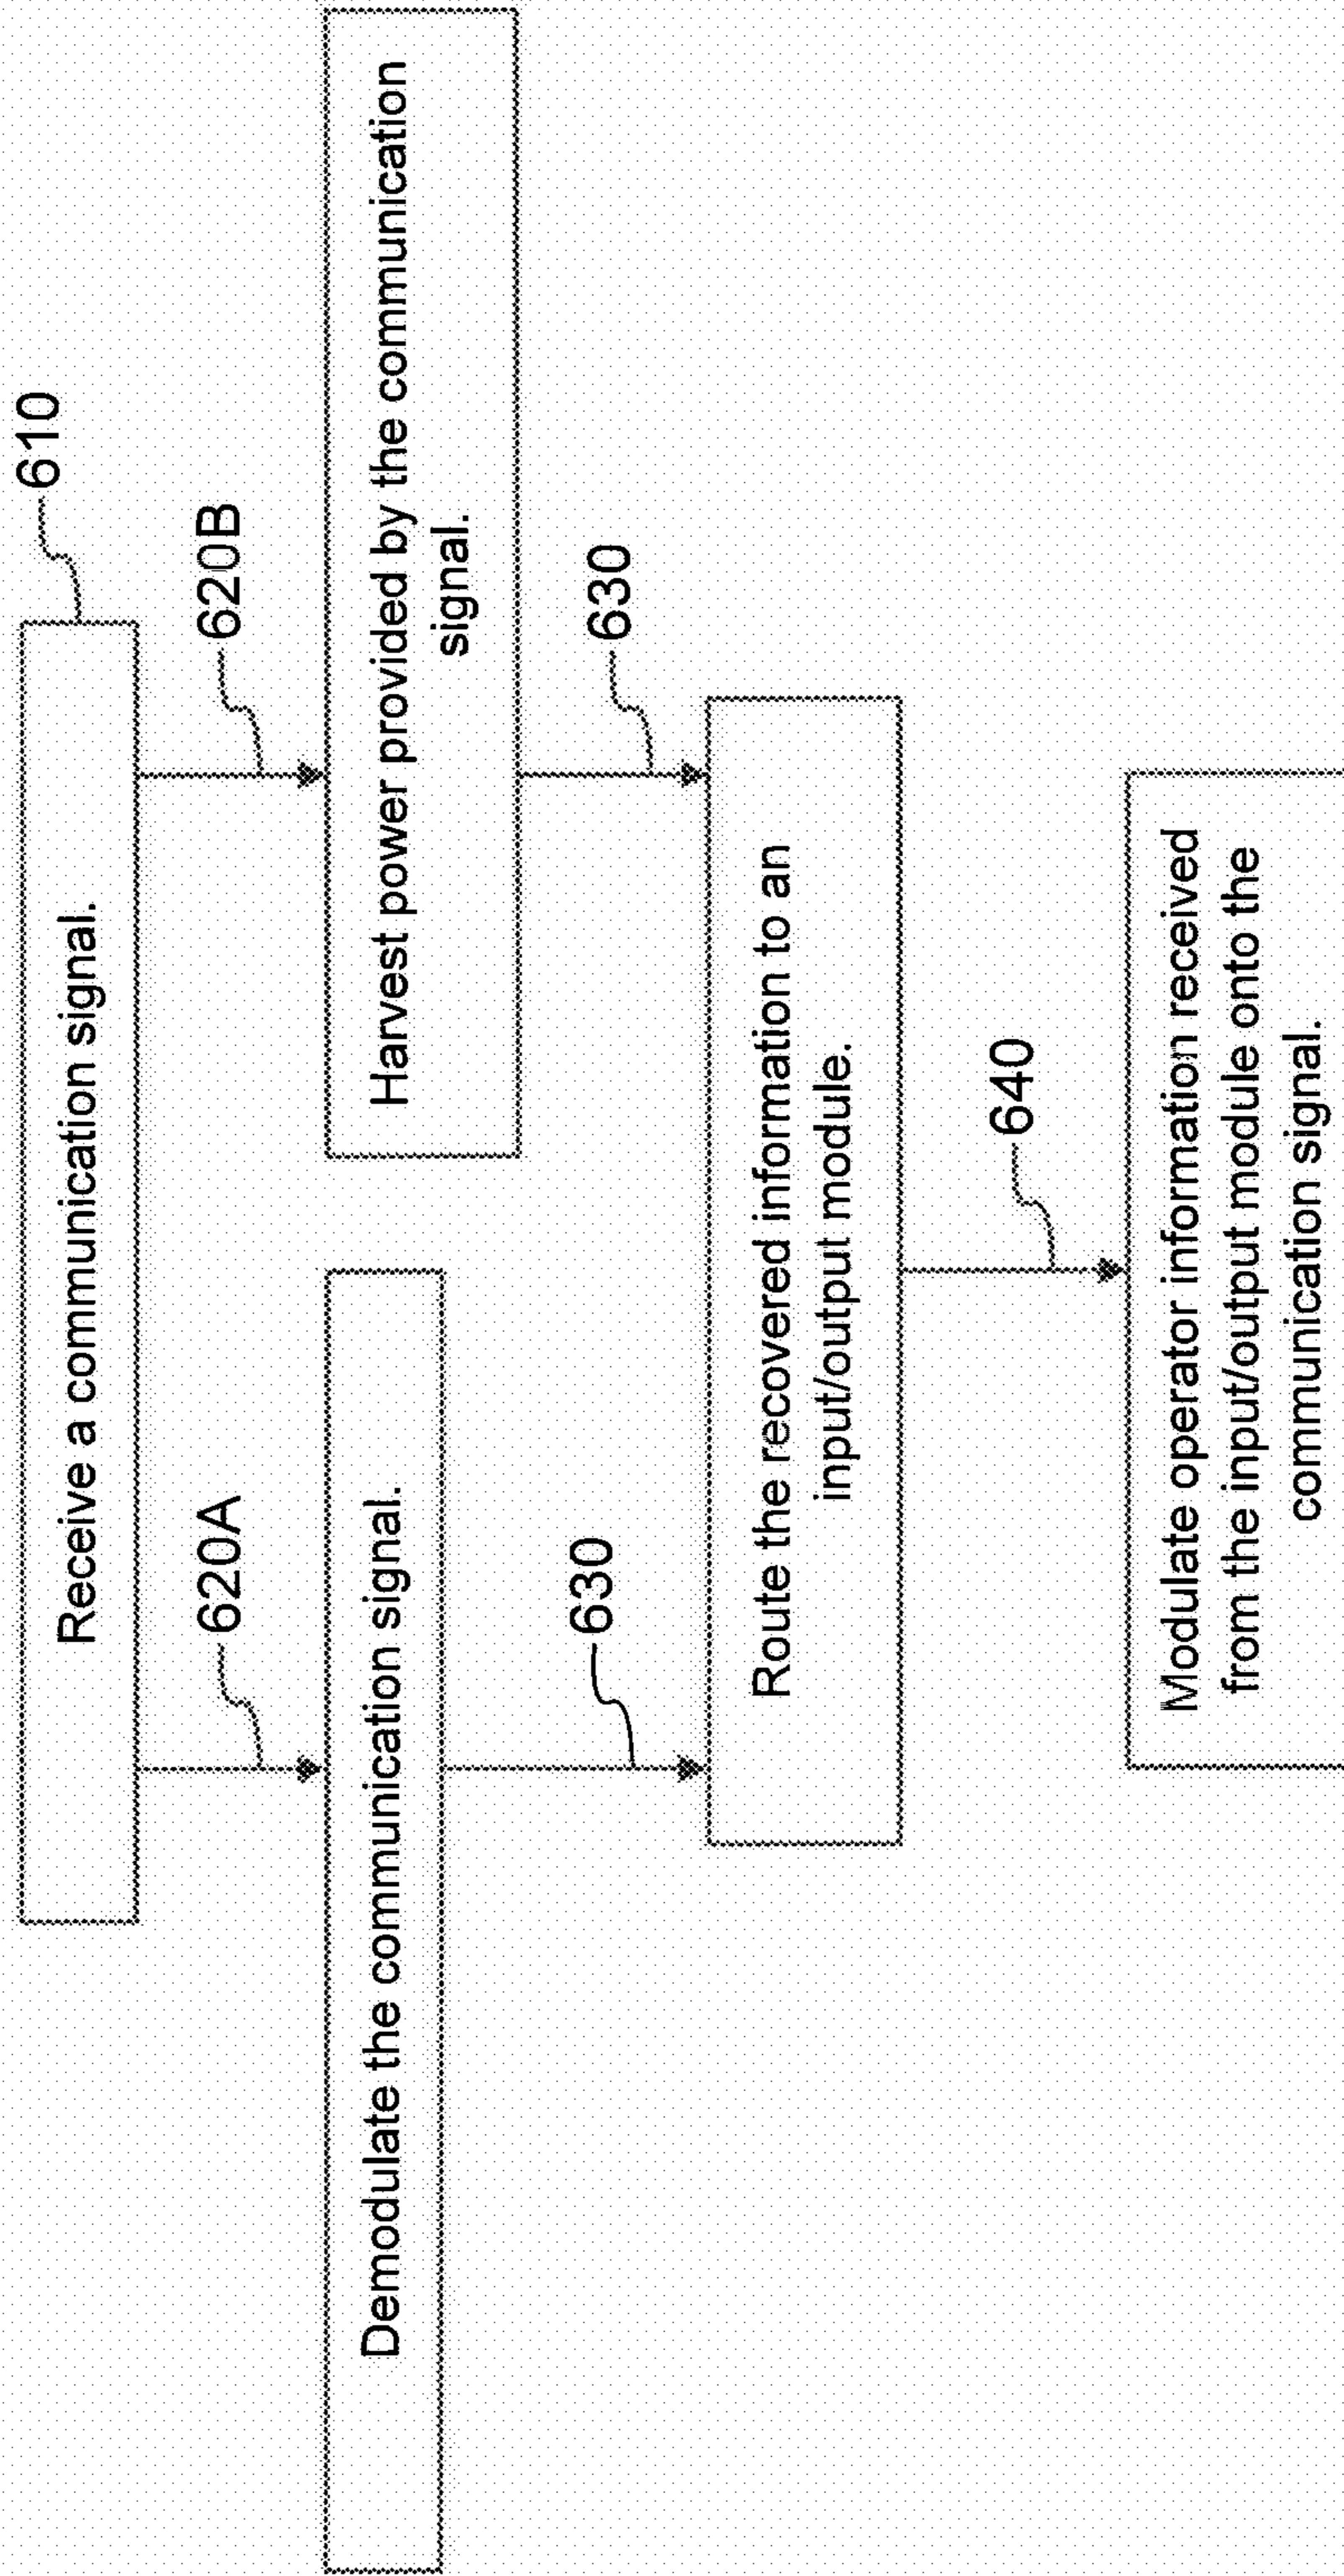 610
Receive a communication signal.
620A
620B
Demodulate the communication signal.
Harvest power provided by the communication
signal.
630
630
Route the recovered information to an
input/output module.
640
Modulate operator information received
from the input/output module onto the
communication signal.